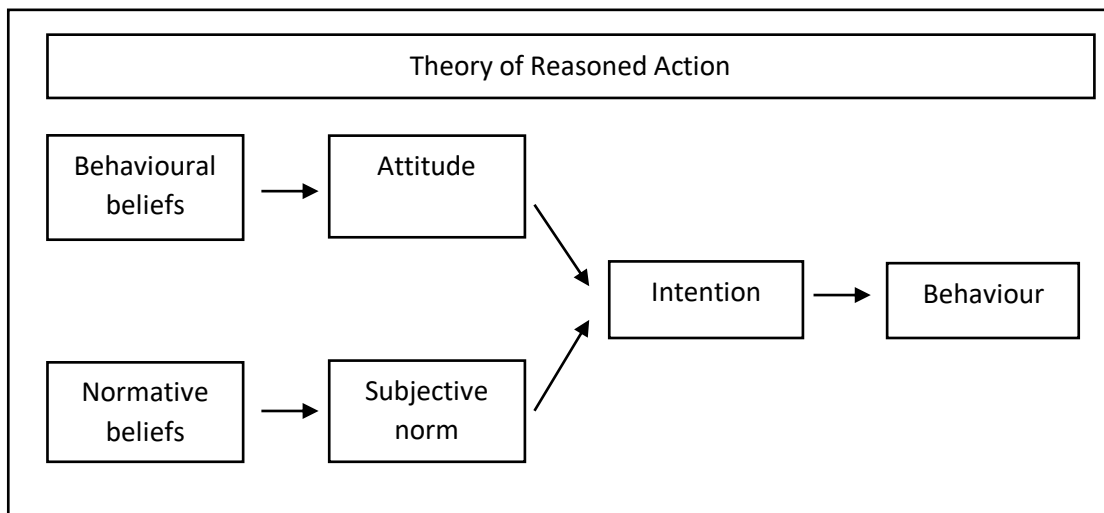 Theory of Reasoned Action
Behavioural
beliefs
Attitude
Intention
Behaviour
Normative
beliefs
Subjective
norm